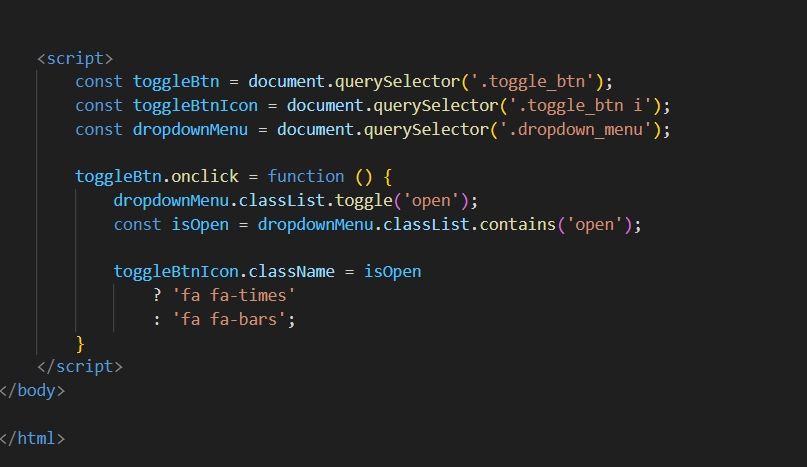 <script>
const toggleBtn = document.querySelector('.toggle_btn');
const toggleBtnIcon = document.querySelector('.toggle_btn i');
const dropdownMenu = document.querySelector('.dropdown_menu');
toggleBtn.onclick = function () {
dropdownMenu.classList.toggle('open');
const isOpen = dropdownMenu.classList.contains('open');
toggleBtnIcon.className = isOpen
? 'fa fa-times'
: 'fa fa-bars';
}
</script>
</body>
</html>